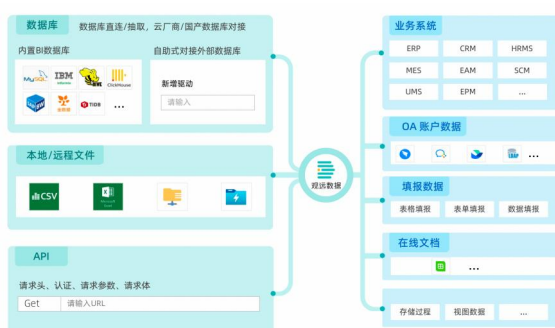 数据库
数据库直连/抽取，云厂商/国产数据库对接
内置BI数据库
自助式对接外部数据库
MySQL
IBM
HIVE
ClickHouse
新增驱动
TiDB
...
请输入
本地/远程文件
CSV
API
请求头、认证、请求参数、请求体
Get
请输入URL
观远数据
业务系统
ERP
CRM
HRMS
MES
EAM
SCM
UMS
EPM
...
OA 账户数据
...
填报数据
表格填报
表单填报
数据填报
在线文档
...
存储过程
视图数据
...